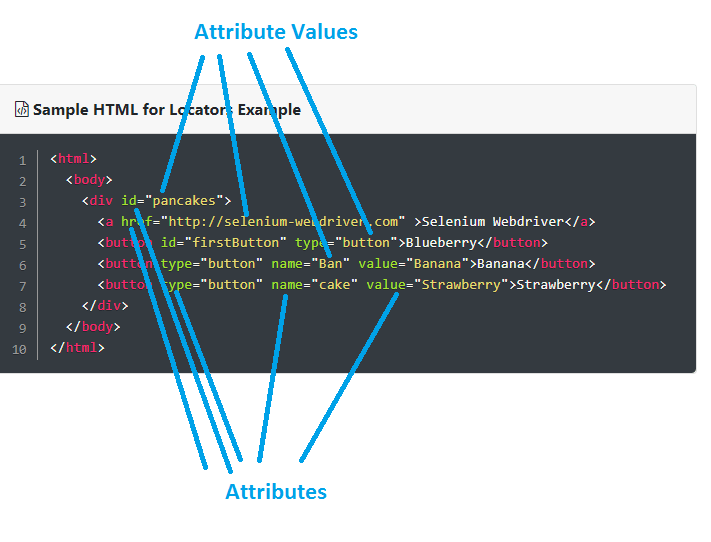 Attribute Values
Sample HTML for Locators Example
1 <html>
2 <body>
3 <div id="pancakes">
4 <a href="http://selenium-webdriver.com" >Selenium Webdriver</a>
5 <button id="firstButton" type="button">Blueberry</button>
6 <button type="button" name="Ban" value="Banana">Banana</button>
7 <button type="button" name="cake" value="Strawberry">Strawberry</button>
8 </div>
9 </body>
10 </html>
Attributes